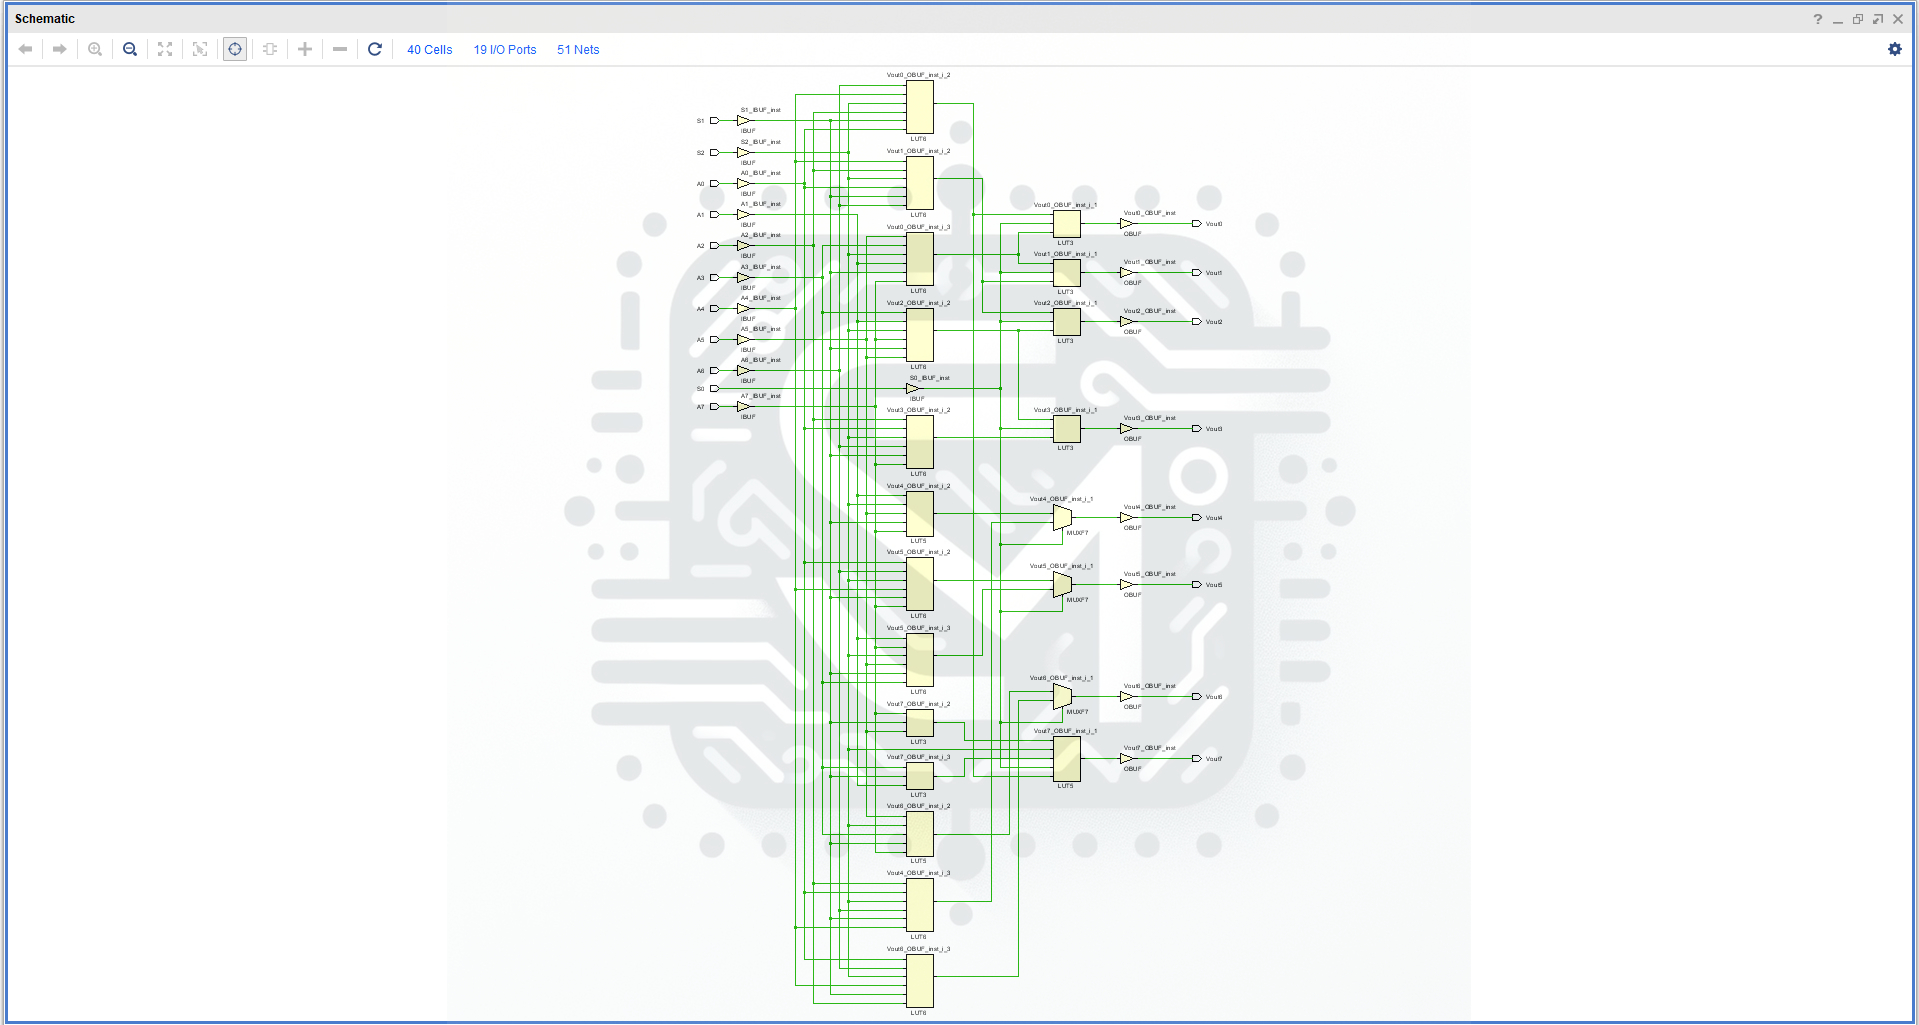 Schematic
40 Cells 19 I/O Ports 51 Nets
Vout0_OBUF_inst_i_2
LUT6
S1_IBUF_inst
S1
IBUF
S2_IBUF_inst
S2
IBUF
Vout1_OBUF_inst_i_2
LUT6
A0_IBUF_inst
A0
IBUF
A1_IBUF_inst
A1
IBUF
Vout0_OBUF_inst_i_1
LUT3
Vout0_OBUF_inst
OBUF
Vout0
A2_IBUF_inst
A2
IBUF
Vout0_OBUF_inst_i_3
LUT6
Vout1_OBUF_inst_i_1
LUT3
Vout1_OBUF_inst
OBUF
Vout1
A3_IBUF_inst
A3
IBUF
A4_IBUF_inst
A4
IBUF
Vout2_OBUF_inst_i_2
LUT6
Vout2_OBUF_inst_i_1
LUT3
Vout2_OBUF_inst
OBUF
Vout2
A5_IBUF_inst
A5
IBUF
A6_IBUF_inst
A6
IBUF
S0
S0_IBUF_inst
IBUF
A7_IBUF_inst
A7
IBUF
Vout3_OBUF_inst_i_2
LUT6
Vout3_OBUF_inst_i_1
LUT3
Vout3_OBUF_inst
OBUF
Vout3
Vout4_OBUF_inst_i_2
LUT5
Vout4_OBUF_inst_i_1
MUXF7
Vout4_OBUF_inst
OBUF
Vout4
Vout5_OBUF_inst_i_2
LUT6
Vout5_OBUF_inst_i_1
MUXF7
Vout5_OBUF_inst
OBUF
Vout5
Vout5_OBUF_inst_i_3
LUT6
Vout6_OBUF_inst_i_1
MUXF7
Vout6_OBUF_inst
OBUF
Vout6
Vout7_OBUF_inst_i_2
LUT3
Vout7_OBUF_inst_i_1
LUT5
Vout7_OBUF_inst
OBUF
Vout7
Vout7_OBUF_inst_i_3
LUT3
Vout6_OBUF_inst_i_2
LUT5
Vout4_OBUF_inst_i_3
LUT6
Vout6_OBUF_inst_i_3
LUT6